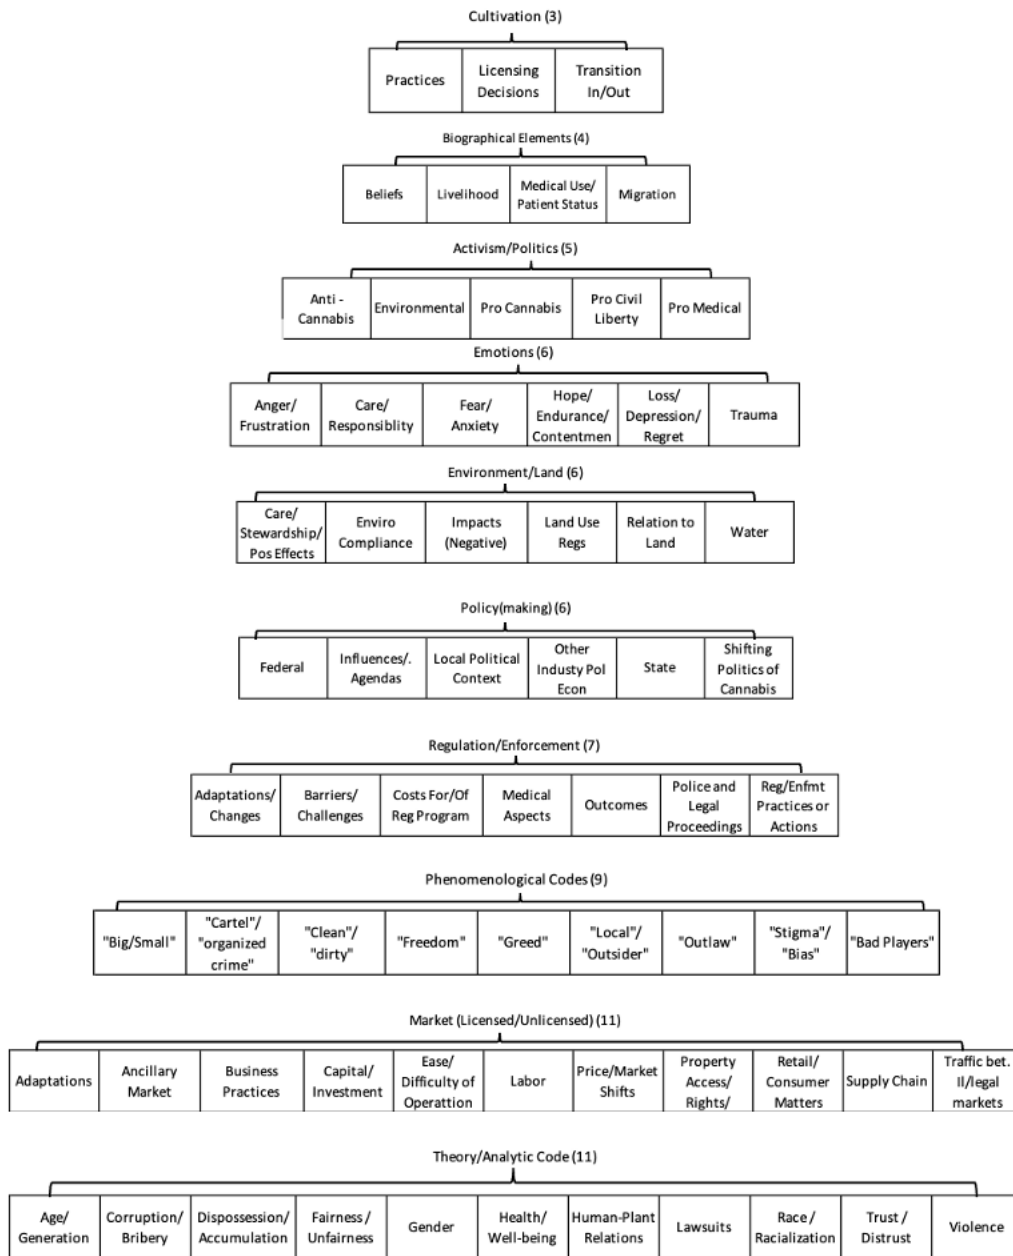 Cultivation (3)
Practices
Licensing
Decisions
Transition
In/Out
Biographical Elements (4)
Beliefs
Livelihood
Medical Use/
Patient Status
Migration
Activism/Politics (5)
Anti -
Cannabis
Environmental
Pro Cannabis
Pro Civil
Liberty
Pro Medical
Emotions (6)
Anger/
Frustration
Care/
Responsiblity
Fear/
Anxiety
Hope/
Endurance/
Contentmen
Loss/
Depression/
Regret
Trauma
Environment/Land (6)
Care/
Stewardship/
Pos Effects
Enviro
Compliance
Impacts
(Negative)
Land Use
Regs
Relation to
Land
Water
Policy(making) (6)
Federal
Influences/.
Agendas
Local Political
Context
Other
Industy Pol
Econ
State
Shifting
Politics of
Cannabis
Regulation/Enforcement (7)
Adaptations/
Changes
Barriers/
Challenges
Costs For/Of
Reg Program
Medical
Aspects
Outcomes
Police and
Legal
Proceedings
Reg/Enfmt
Practices or
Actions
Phenomenological Codes (9)
"Big/Small"
"Cartel"/
"organized
crime"
"Clean"/
"dirty"
"Freedom"
"Greed"
"Local"/
"Outsider"
"Outlaw"
"Stigma"/
"Bias"
"Bad Players"
Market (Licensed/Unlicensed) (11)
Adaptations
Ancillary
Market
Business
Practices
Capital/
Investment
Ease/
Difficulty of
Operattion
Labor
Price/Market
Shifts
Property
Access/
Rights/
Retail/
Consumer
Matters
Supply Chain
Traffic bet.
Il/legal
markets
Theory/Analytic Code (11)
Age/
Generation
Corruption/
Bribery
Dispossession/
Accumulation
Fairness /
Unfairness
Gender
Health/
Well-being
Human-Plant
Relations
Lawsuits
Race /
Racialization
Trust /
Distrust
Violence